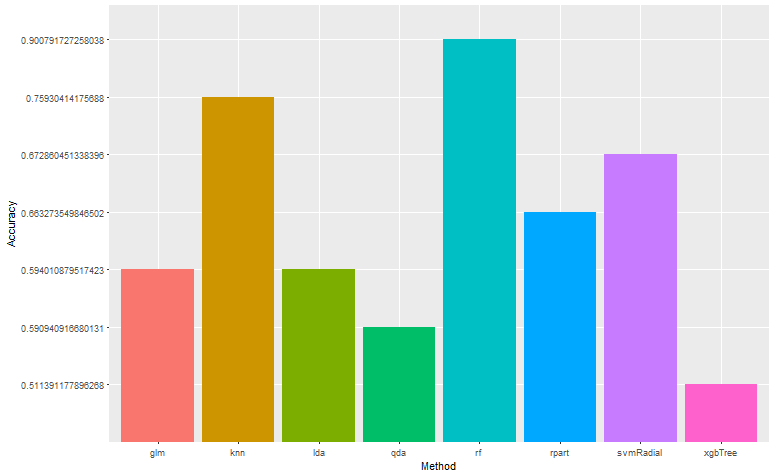 Accuracy
0.900791727258038
0.75930414175688
0.672860451338396
0.663273549846502
0.594010879517423
0.590940916680131
0.511391177896268
glm knn lda qda rf rpart svmRadial xgbTree
Method